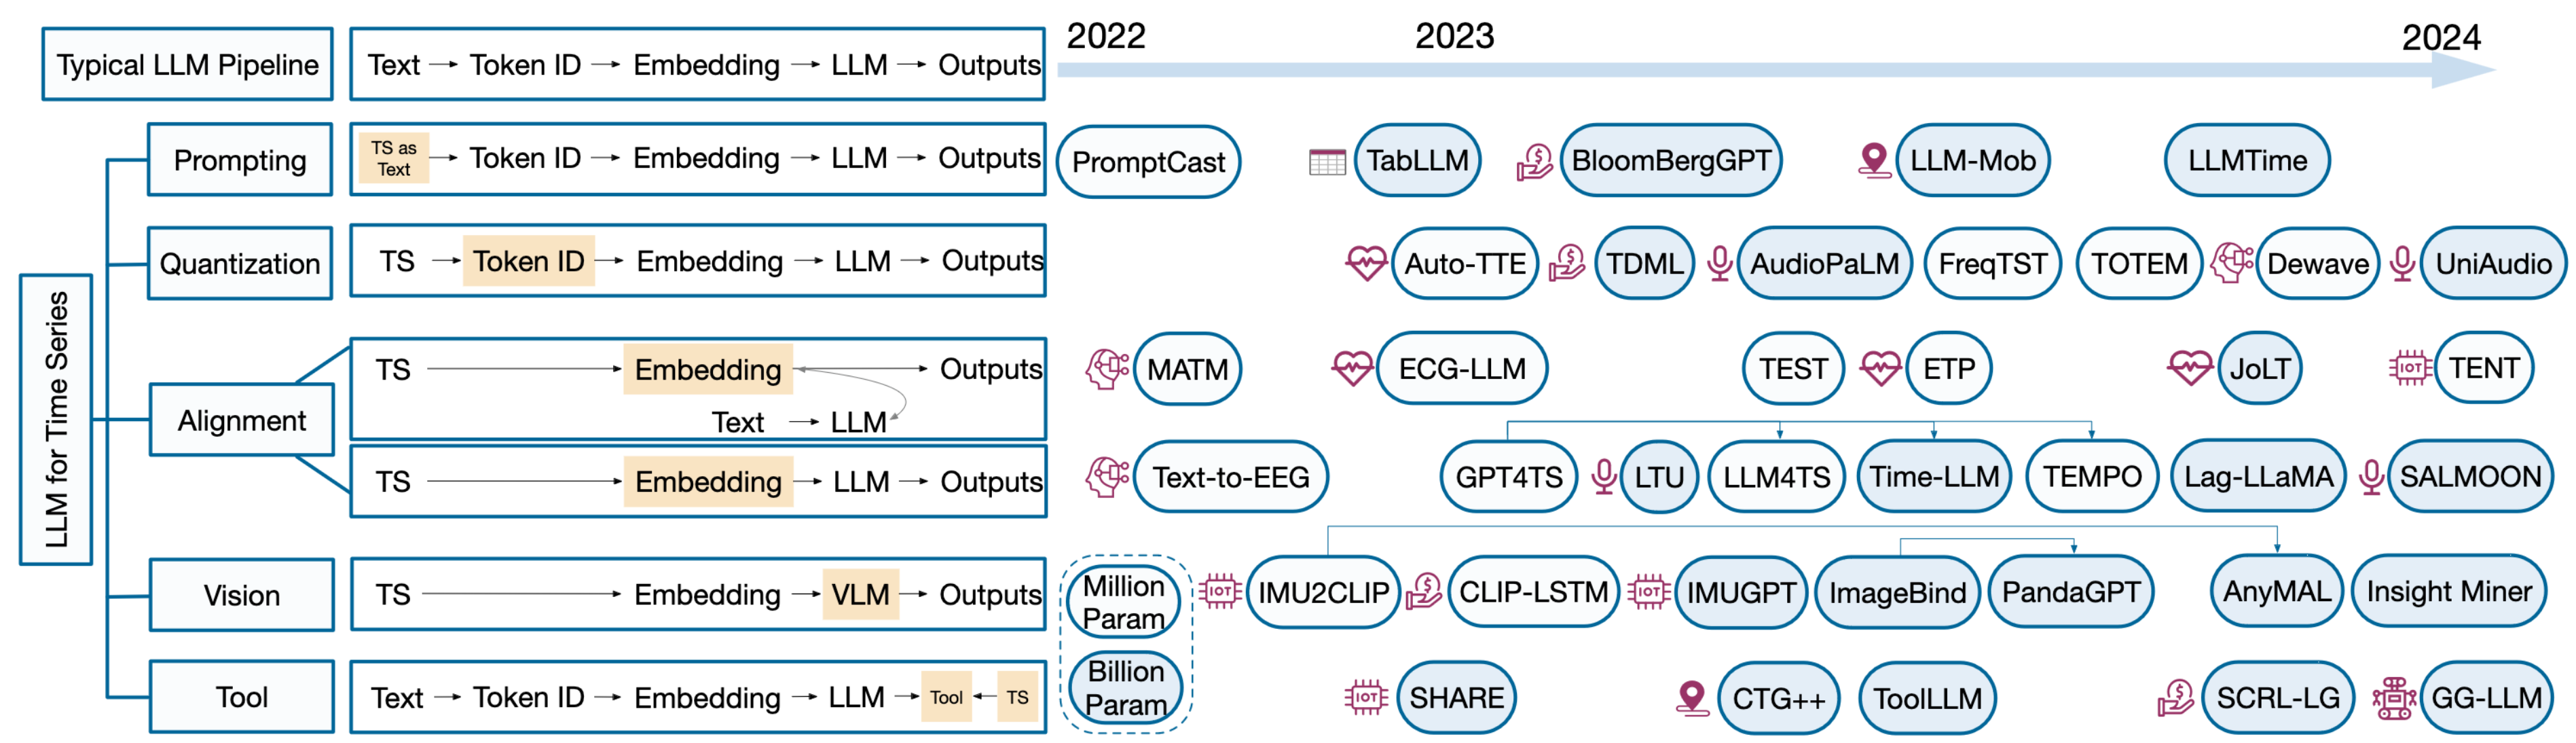 2022 2023 2024
Typical LLM Pipeline
Text → Token ID → Embedding → LLM → Outputs
LLM for Time Series
Prompting
TS as
Text
→ Token ID → Embedding → LLM → Outputs
PromptCast TabLLM BloomBergGPT LLM-Mob LLMTime
Quantization
TS → Token ID → Embedding → LLM → Outputs
Auto-TTE TDML AudioPaLM FreqTST TOTEM Dewave UniAudio
Alignment
TS → Embedding → Outputs
Text → LLM
MATM ECG-LLM TEST ETP JoLT IOT TENT
TS → Embedding → LLM → Outputs
Text-to-EEG GPT4TS LTU LLM4TS Time-LLM TEMPO Lag-LLaMA SALMOON
Vision
TS → Embedding → VLM → Outputs
Million
Param
IOT IMU2CLIP CLIP-LSTM IOT IMUGPT ImageBind PandaGPT AnyMAL Insight Miner
Tool
Text → Token ID → Embedding → LLM → Tool ← TS
Billion
Param
IOT SHARE CTG++ ToolLLM SCRL-LG GG-LLM